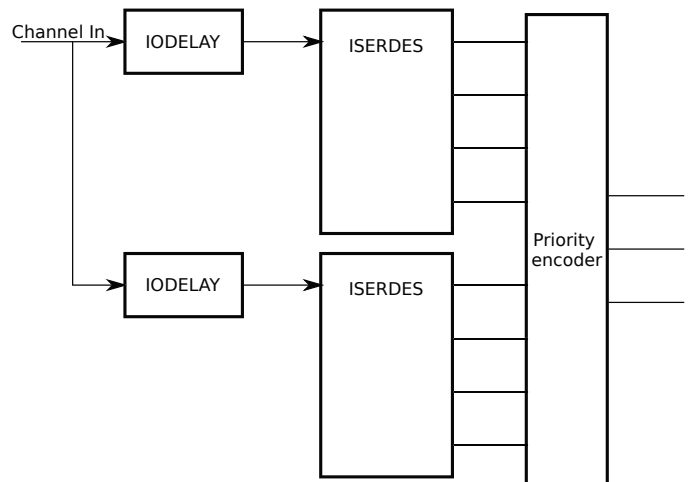 Channel In
IODELAY
ISERDES
Priority
encoder
IODELAY
ISERDES